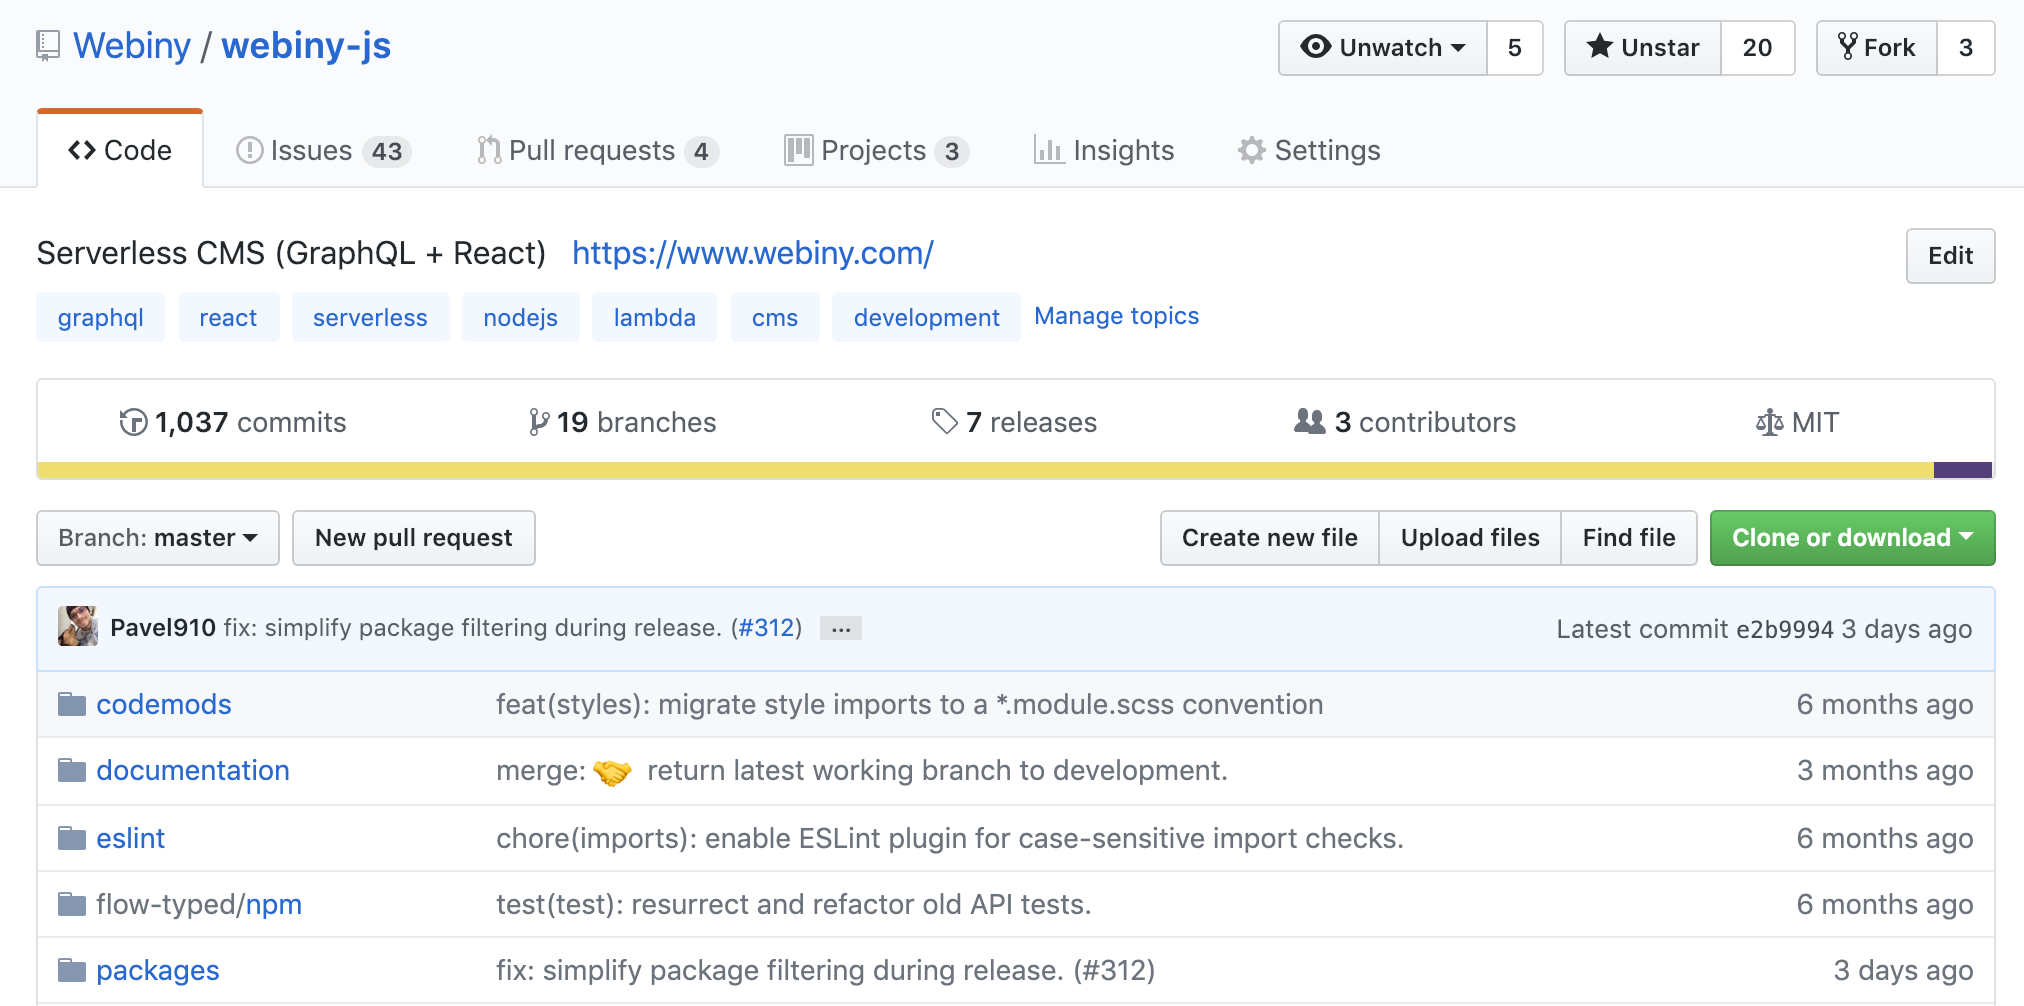 Webiny / webiny-js Unwatch 5 Unstar 20 Fork 3
Code Issues 43 Pull requests 4 Projects 3 Insights Settings
Serverless CMS (GraphQL + React) https://www.webiny.com/ Edit
graphql react serverless nodejs lambda cms development Manage topics
1,037 commits 19 branches 7 releases 3 contributors MIT
Branch: master New pull request Create new file Upload files Find file Clone or download
Pavel910 fix: simplify package filtering during release. (#312) ... Latest commit e2b9994 3 days ago
codemods feat(styles): migrate style imports to a *.module.scss convention 6 months ago
documentation merge: 🤝 return latest working branch to development. 3 months ago
eslint chore(imports): enable ESLint plugin for case-sensitive import checks. 6 months ago
flow-typed/npm test(test): resurrect and refactor old API tests. 6 months ago
packages fix: simplify package filtering during release. (#312) 3 days ago